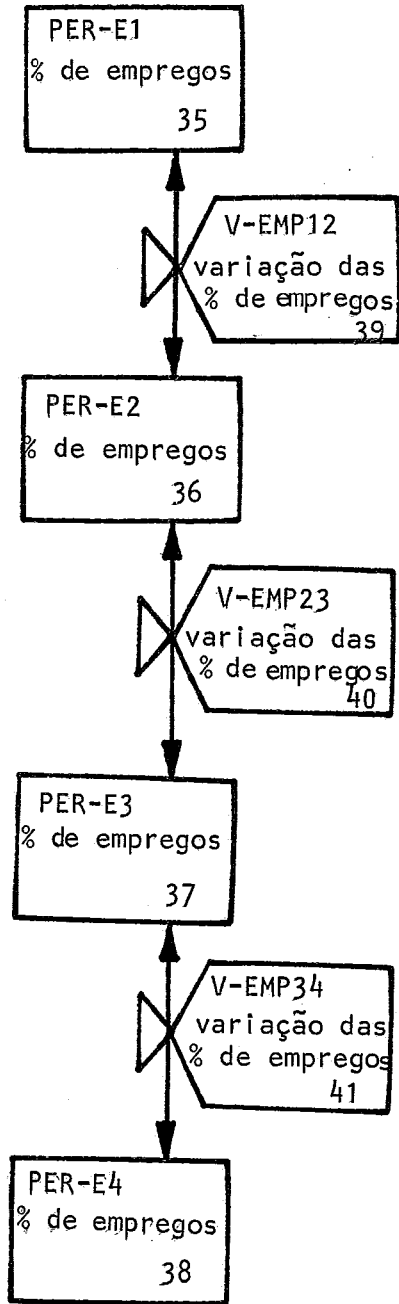 PER-E1
% de empregos
35
V-EMP12
variação das
% de empregos
39
PER-E2
% de empregos
36
V-EMP23
variação das
% de empregos
40
PER-E3
% de empregos
37
V-EMP34
variação das
% de empregos
41
PER-E4
% de empregos
38